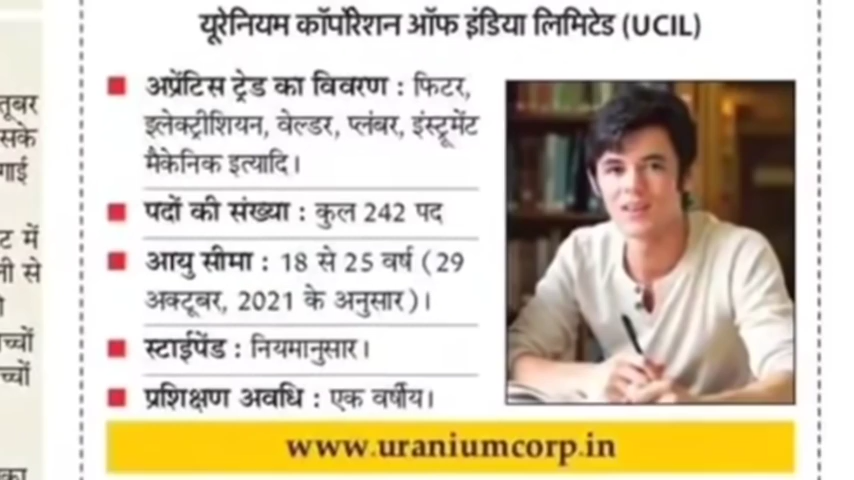 यूरेनियम कॉर्पोरेशन ऑफ इंडिया लिमिटेड (UCIL)
अप्रेंटिस ट्रेड का विवरण : फिटर,
इलेक्ट्रीशियन, वेल्डर, प्लंबर, इंस्ट्रूमेंट
मैकेनिक इत्यादि।
पदों की संख्या : कुल 242 पद
आयु सीमा : 18 से 25 वर्ष (29
अक्टूबर, 2021 के अनुसार)।
स्टाईपेंड : नियमानुसार।
प्रशिक्षण अवधि : एक वर्षीय।
www.uraniumcorp.in